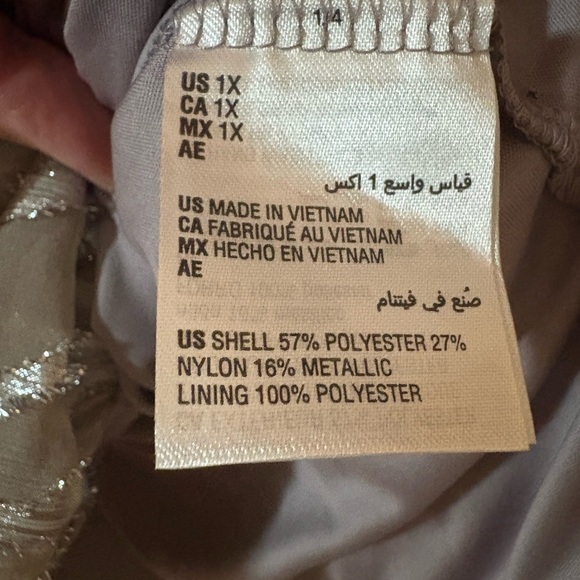 1/4
US 1X
CA 1X
MX 1X
AE
قياس واسع 1 اكس
US MADE IN VIETNAM
CA FABRIQUÉ AU VIETNAM
MX HECHO EN VIETNAM
AE
صُنع في فيتنام
US SHELL 57% POLYESTER 27%
NYLON 16% METALLIC
LINING 100% POLYESTER